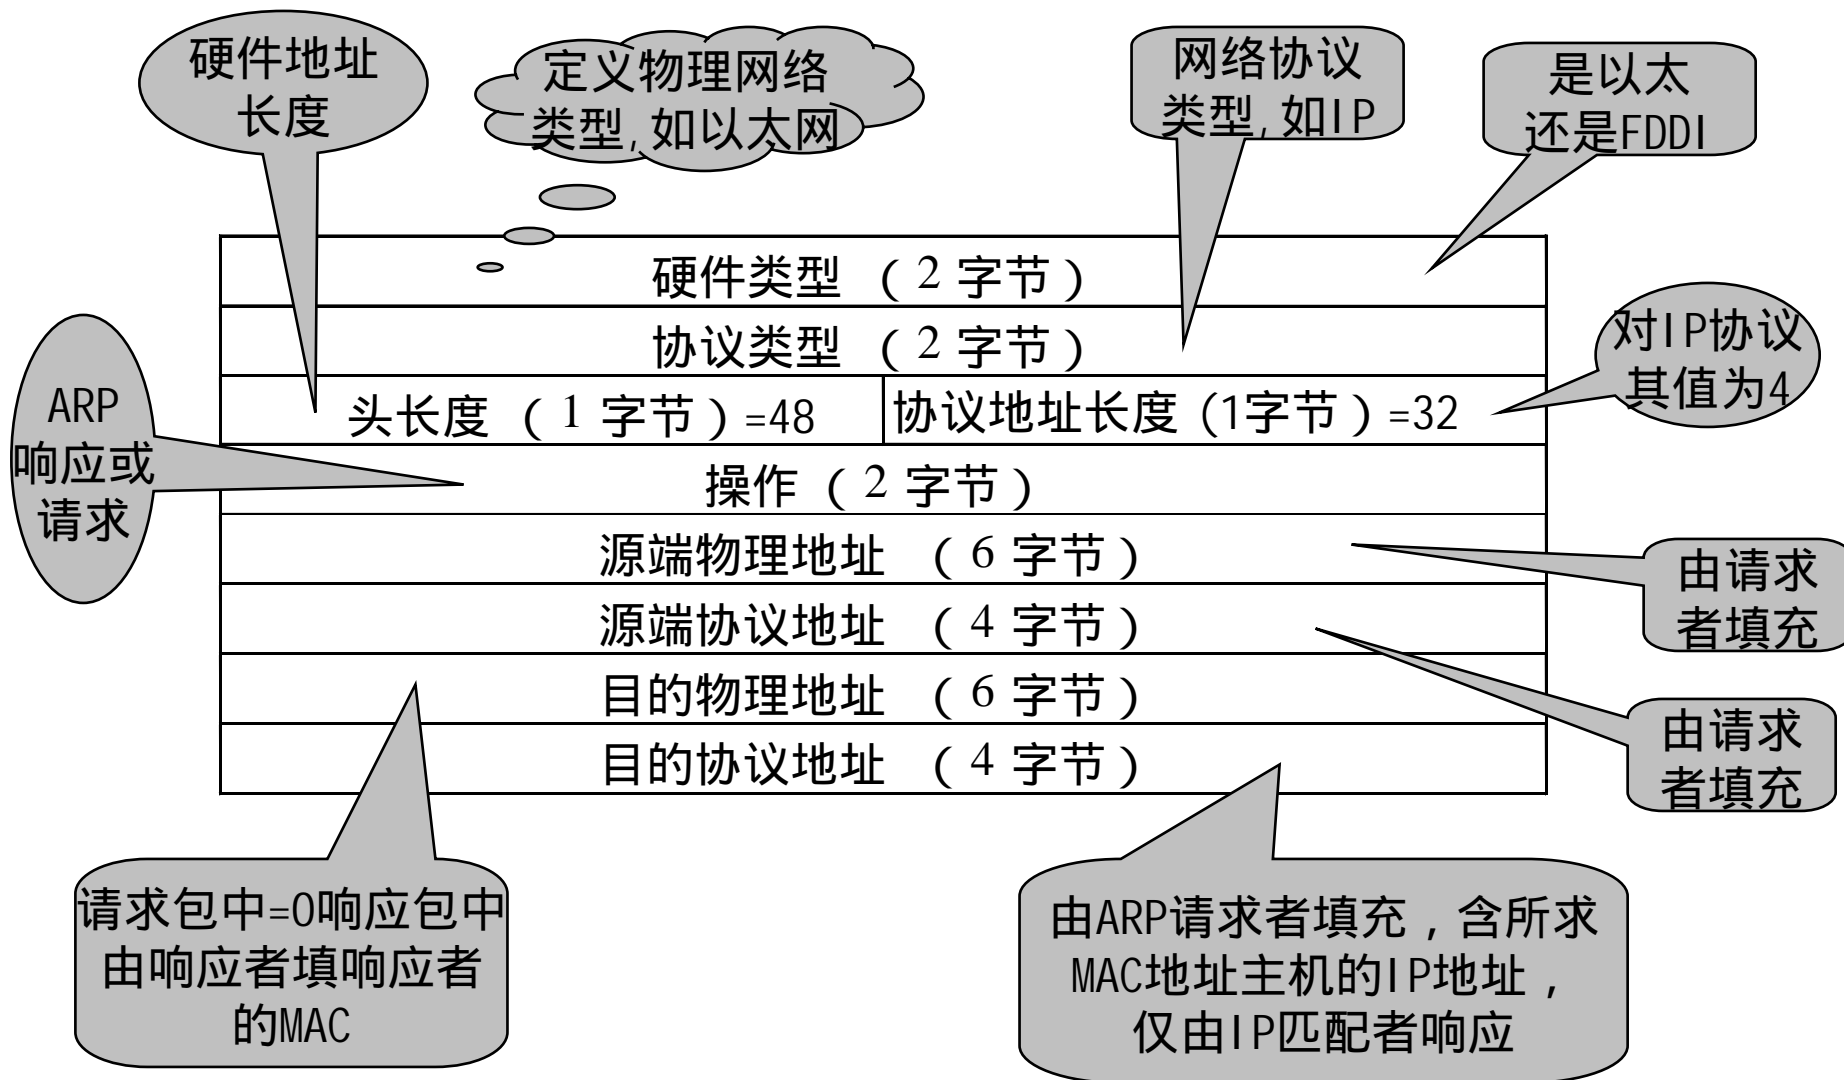 硬件地址
长度
定义物理网络
类型,如以太网
网络协议
类型,如IP
是以太
还是FDDI
硬件类型 （2 字节）
协议类型 （2 字节）
对IP协议
其值为4
头长度 （1 字节）=48
协议地址长度（1字节）=32
ARP
响应或
请求
操作（2 字节）
源端物理地址 （6 字节）
由请求
者填充
源端协议地址 （4 字节）
目的物理地址 （6 字节）
由请求
者填充
目的协议地址 （4 字节）
请求包中=0响应包中
由响应者填响应者
的MAC
由ARP请求者填充，含所求
MAC地址主机的IP地址，
仅由IP匹配者响应